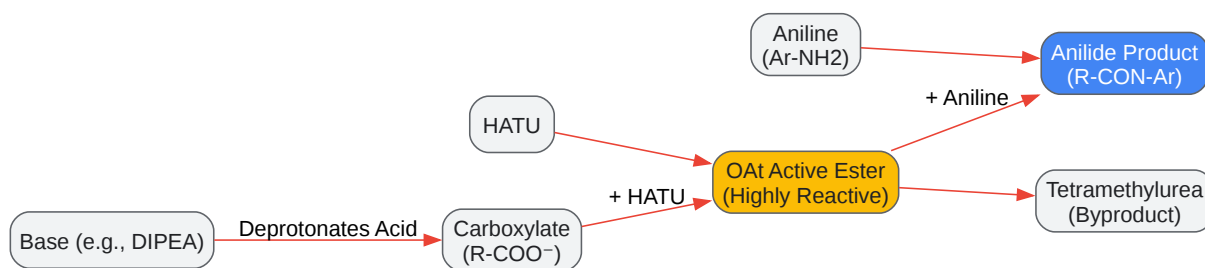 Aniline
(Ar-NH2)
Anilide Product
(R-CON-Ar)
+ Aniline
HATU
OAt Active Ester
(Highly Reactive)
Tetramethylurea
(Byproduct)
+ HATU
Base (e.g., DIPEA)
Deprotonates Acid
Carboxylate
(R-COO⁻)